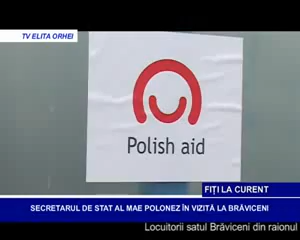 TV ELITA ORHEI
Polish aid
FIȚI LA CURENT
SECRETARUL DE STAT AL MAE POLONEZ ÎN VIZITĂ LA BRĂVICENI
Locuitorii satul Brăviceni din raionul